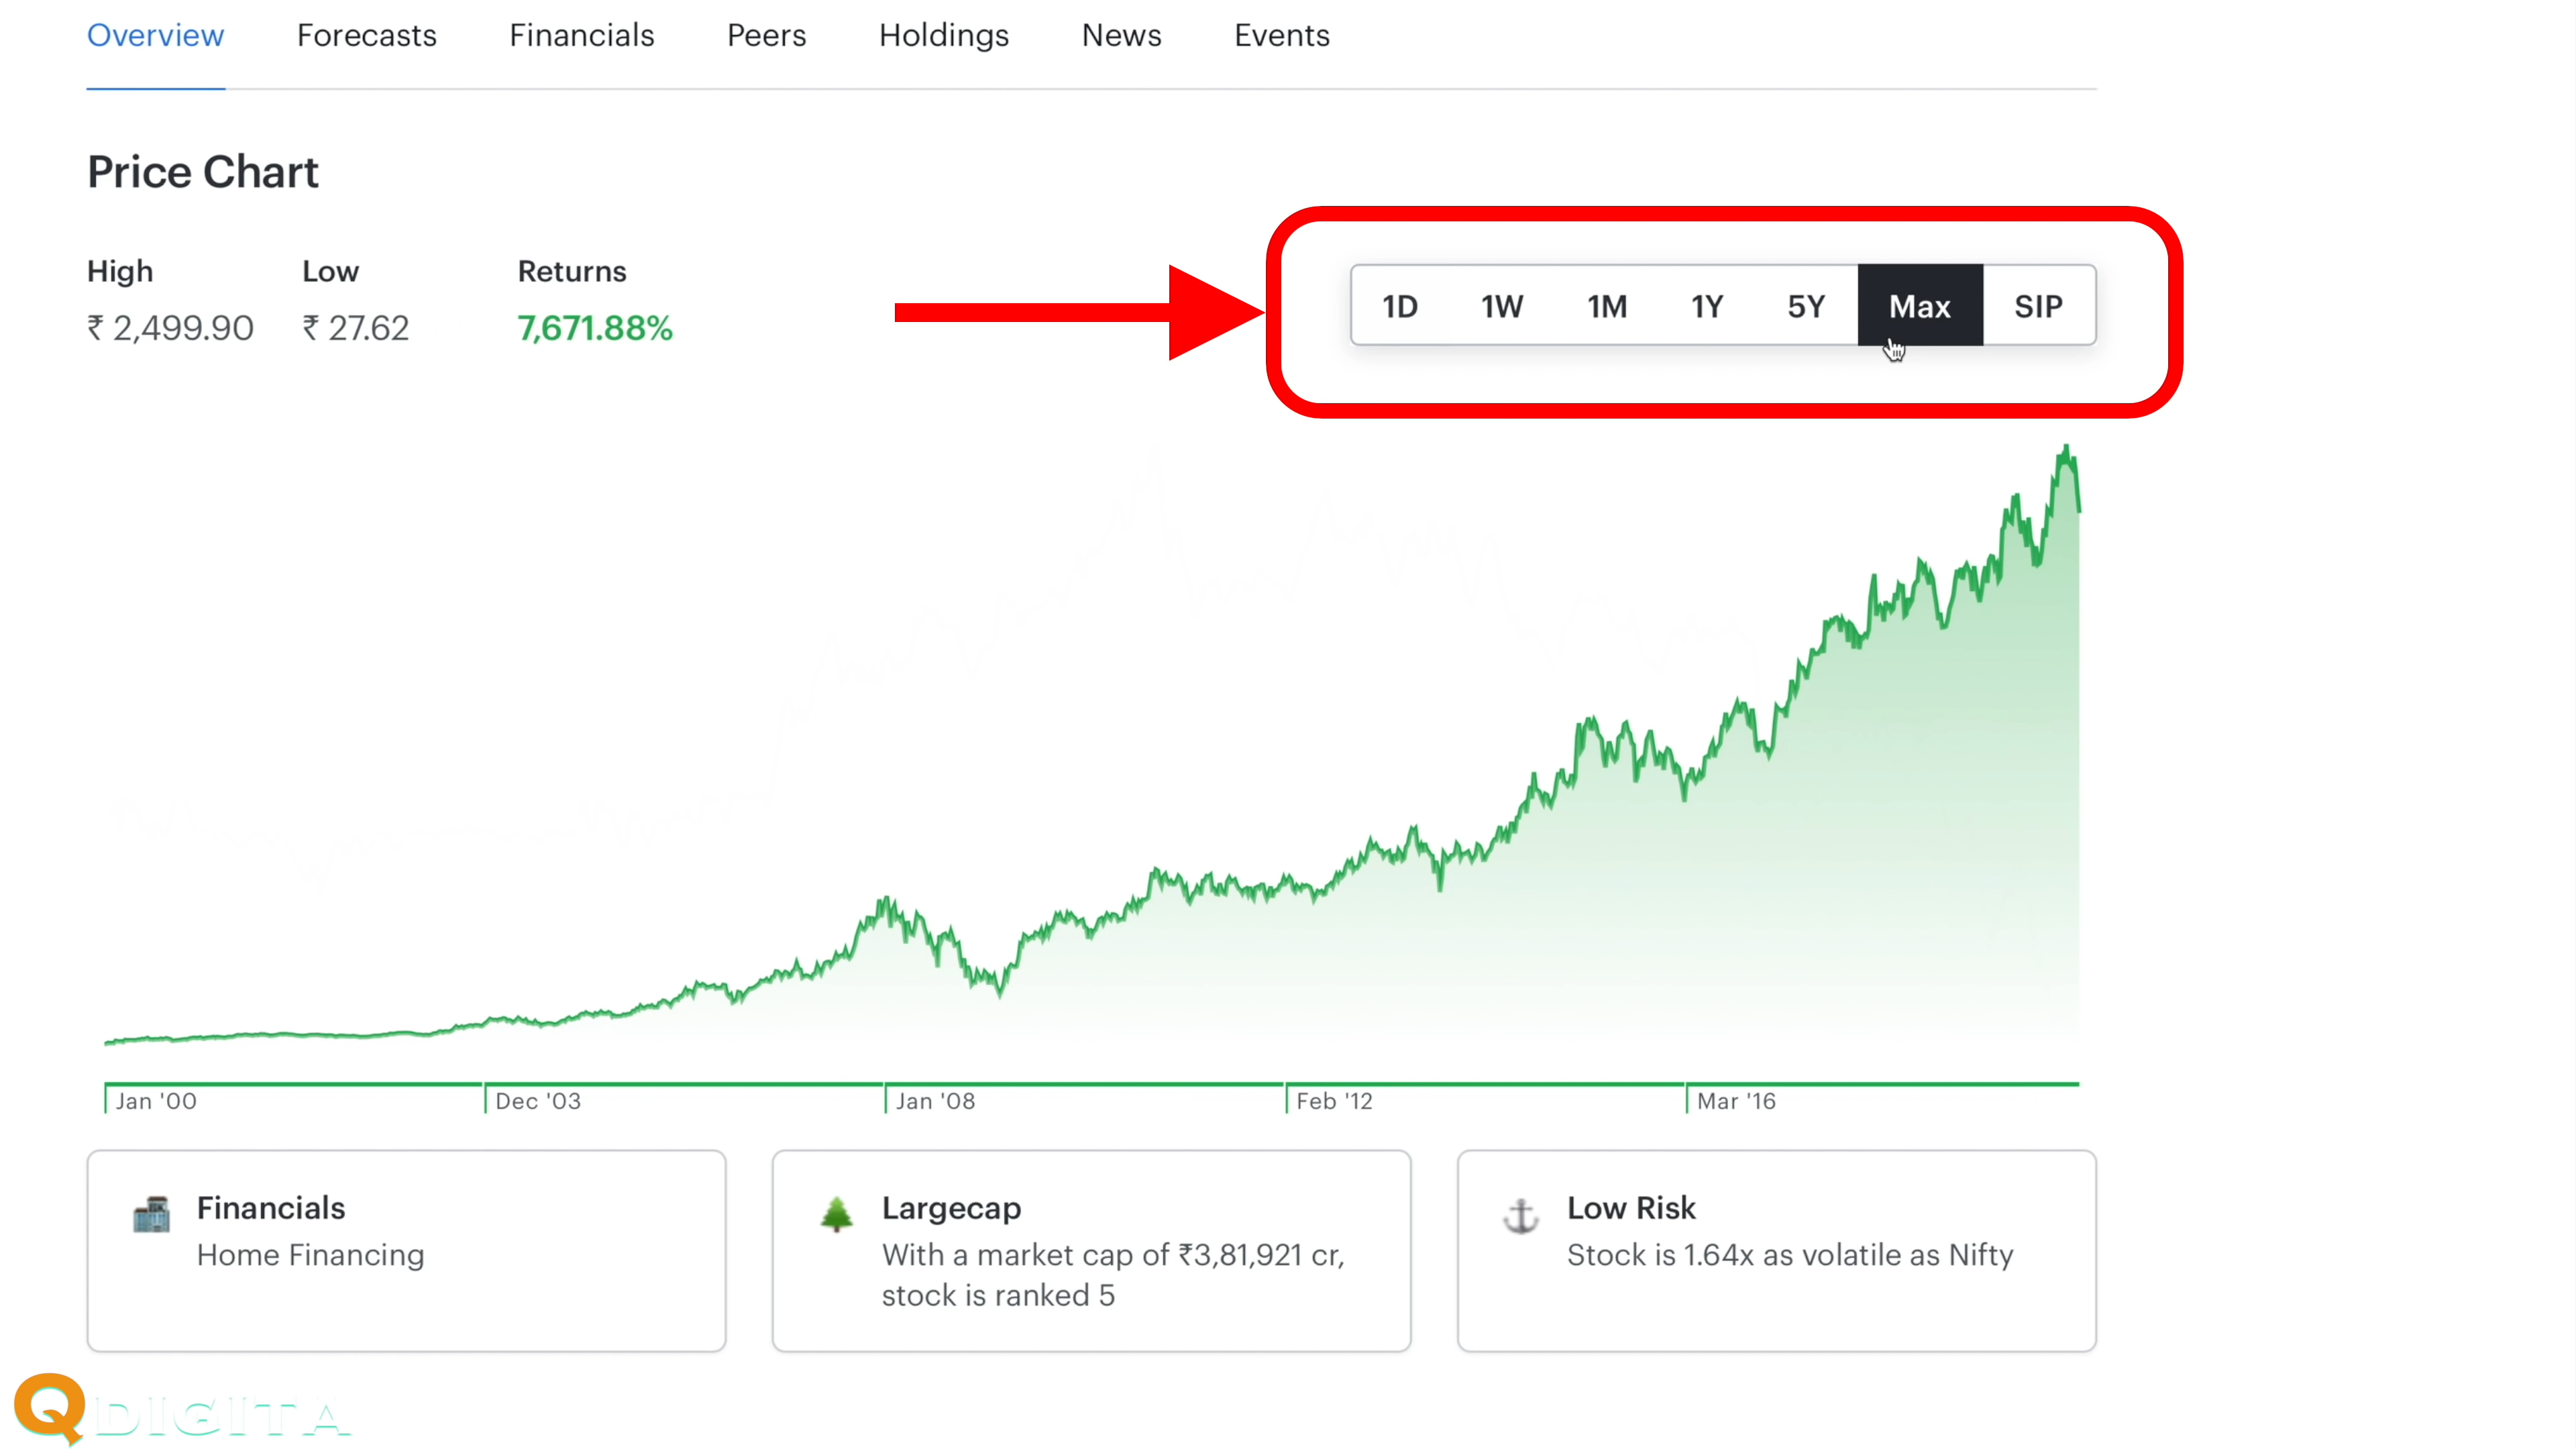 Overview Forecasts Financials Peers Holdings News Events
Price Chart
High Low Returns
₹ 2,499.90 ₹ 27.62 7,671.88%
1D 1W 1M 1Y 5Y Max SIP
Jan '00 Dec '03 Jan '08 Feb '12 Mar '16
Financials
Home Financing
Largecap
With a market cap of ₹3,81,921 cr,
stock is ranked 5
Low Risk
Stock is 1.64x as volatile as Nifty
QDIGITA